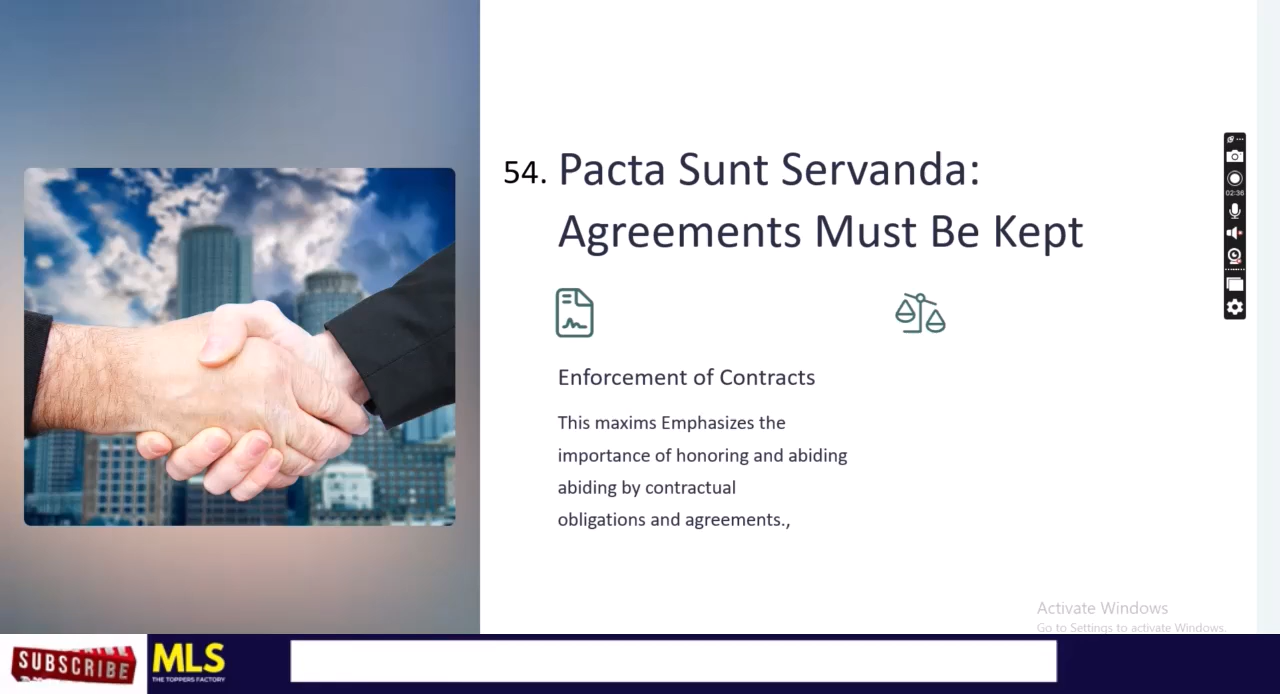 54. Pacta Sunt Servanda:
Agreements Must Be Kept
Enforcement of Contracts
This maxims Emphasizes the
importance of honoring and abiding
abiding by contractual
obligations and agreements.,
02:36
Activate Windows
Go to Settings to activate Windows.
SUBSCRIBE
MLS
THE TOPPERS FACTORY